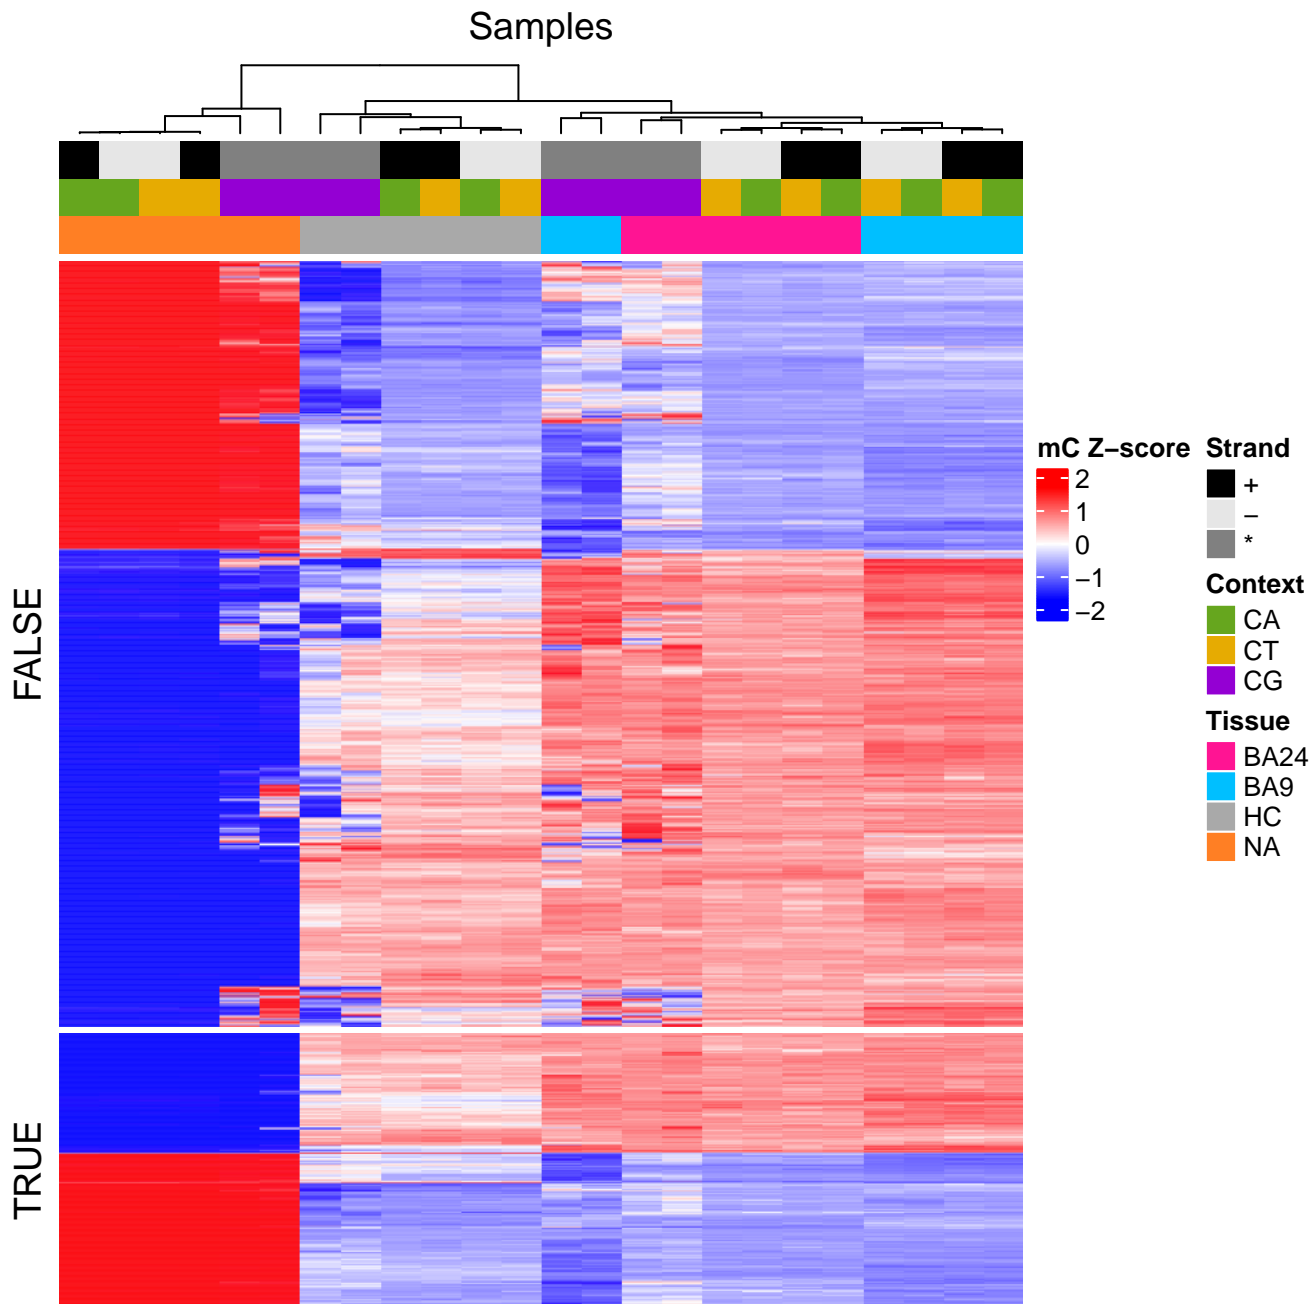 Samples
FALSE
TRUE
mC Z−score
2
1
0
−1
−2
Strand
+
−
*
Context
CA
CT
CG
Tissue
BA24
BA9
HC
NA